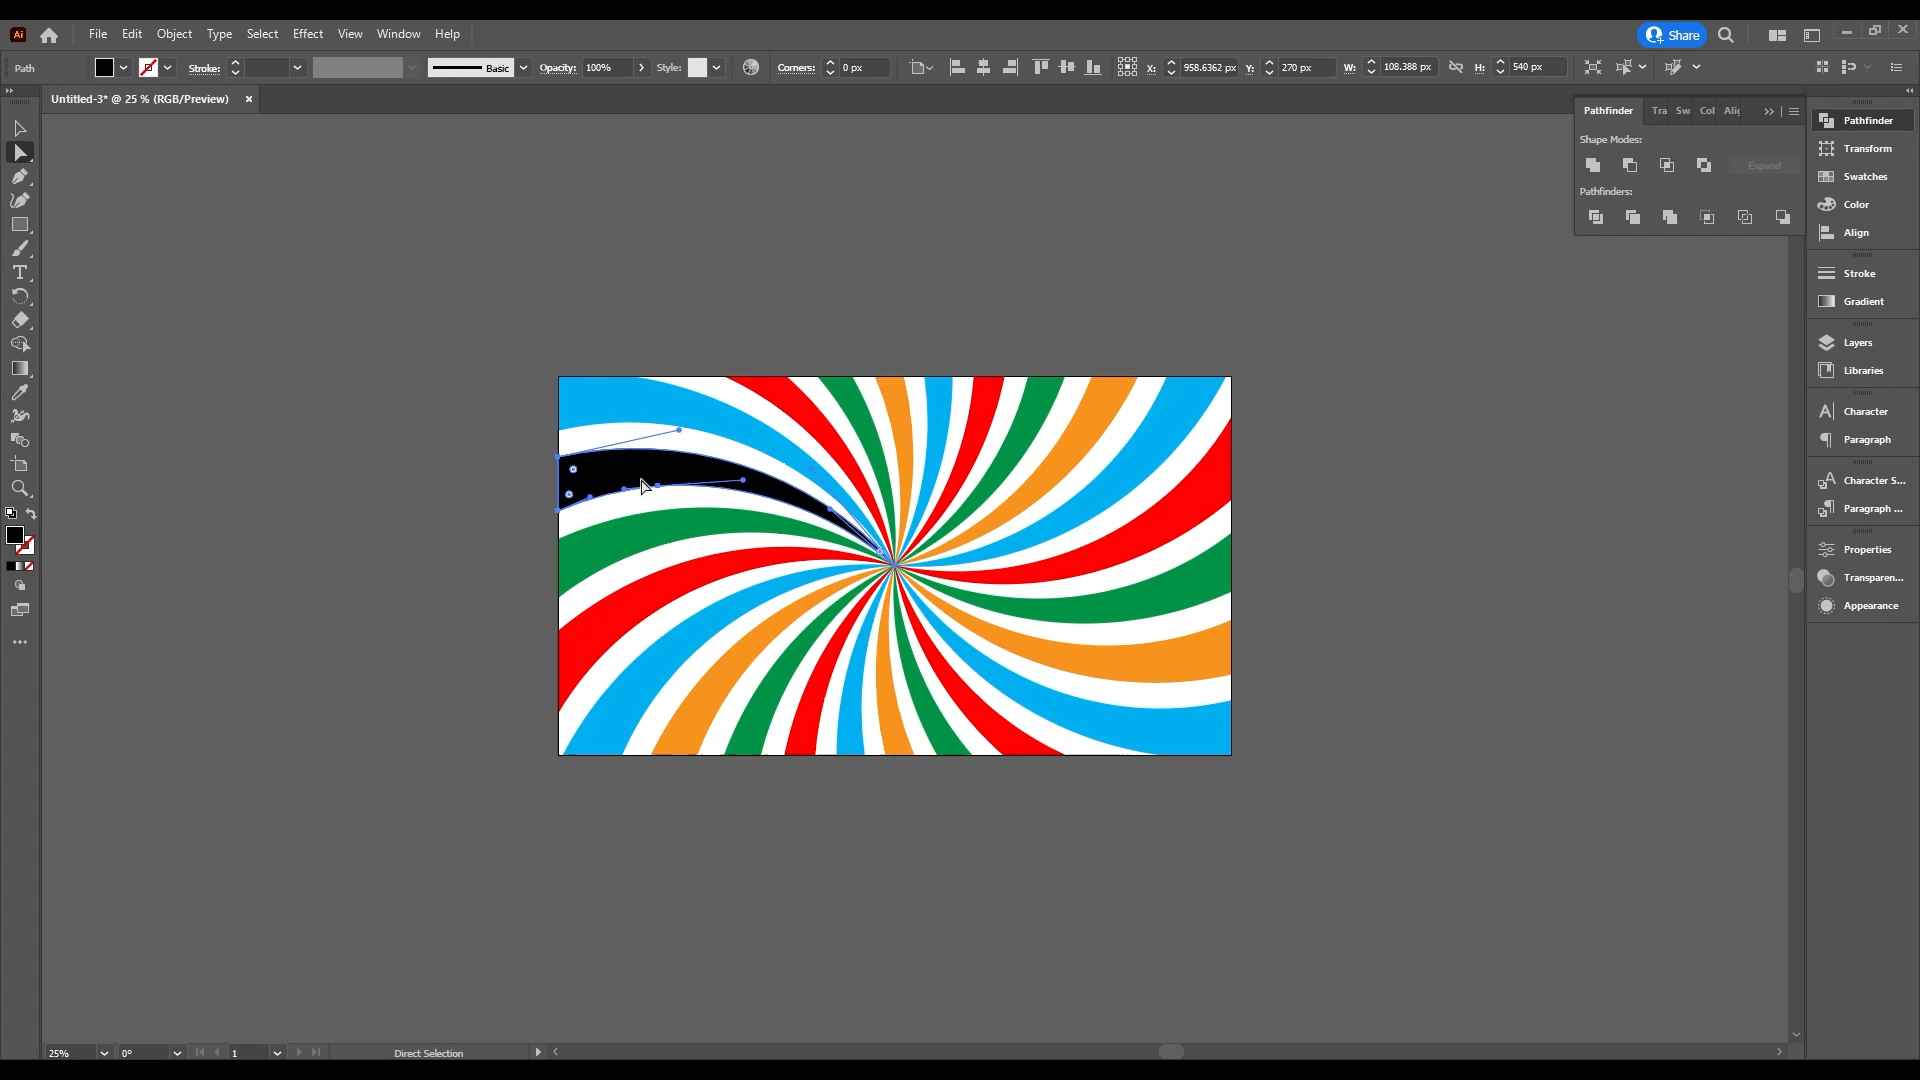 Ai File Edit Object Type Select Effect View Window Help Share
Path Stroke: Basic Opacity: 100% Style: Corners: 0 px X: 958.6362 px Y: 270 px W: 108.388 px H: 540 px
Untitled-3* @ 25 % (RGB/Preview) ×
Pathfinder Tra Sw Col Alig
Shape Modes:
Expand
Pathfinders:
Pathfinder
Transform
Swatches
Color
Align
Stroke
Gradient
Layers
Libraries
Character
Paragraph
Character S...
Paragraph ...
Properties
Transparen...
Appearance
25% 0° 1 Direct Selection